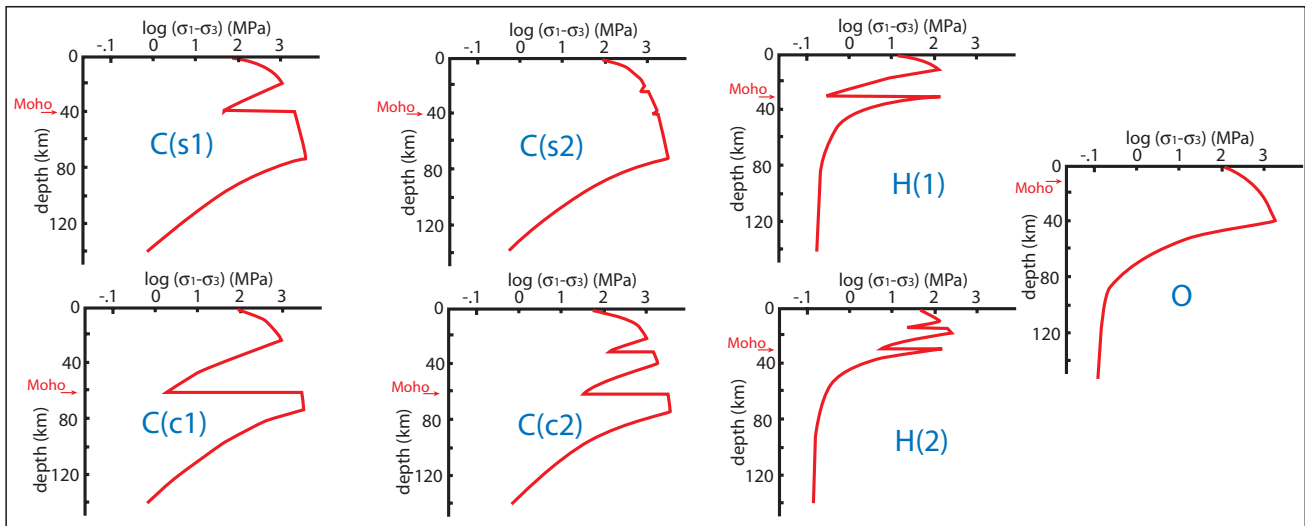 log (σ1-σ3) (MPa)
-.1 0 1 2 3
0
40
80
120
depth (km)
Moho
C(s1)
log (σ1-σ3) (MPa)
-.1 0 1 2 3
0
40
80
120
depth (km)
Moho
C(s2)
log (σ1-σ3) (MPa)
-.1 0 1 2 3
0
40
80
120
depth (km)
Moho
H(1)
log (σ1-σ3) (MPa)
-.1 0 1 2 3
0
40
80
120
depth (km)
Moho
O
log (σ1-σ3) (MPa)
-.1 0 1 2 3
0
40
80
120
depth (km)
Moho
C(c1)
log (σ1-σ3) (MPa)
-.1 0 1 2 3
0
40
80
120
depth (km)
Moho
C(c2)
log (σ1-σ3) (MPa)
-.1 0 1 2 3
0
40
80
120
depth (km)
Moho
H(2)